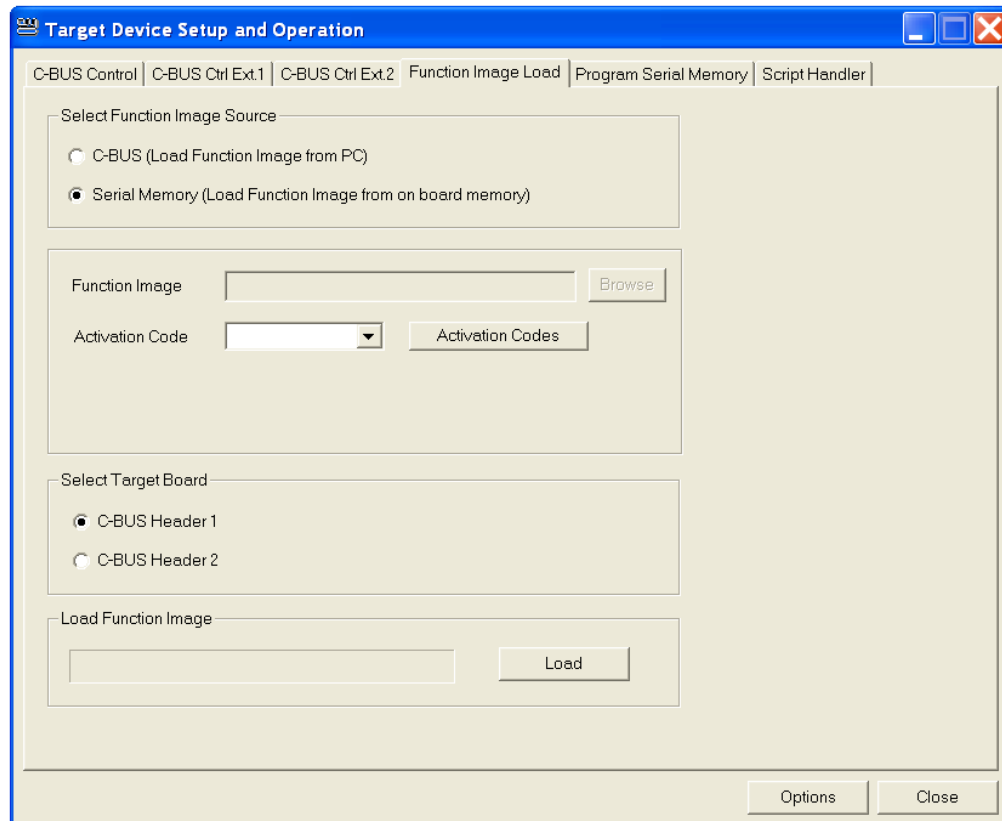 Target Device Setup and Operation
C-BUS Control C-BUS Ctrl Ext.1 C-BUS Ctrl Ext.2 Function Image Load Program Serial Memory Script Handler
Select Function Image Source
C-BUS (Load Function Image from PC)
Serial Memory (Load Function Image from on board memory)
Function Image Browse
Activation Code Activation Codes
Select Target Board
C-BUS Header 1
C-BUS Header 2
Load Function Image
Load
Options Close